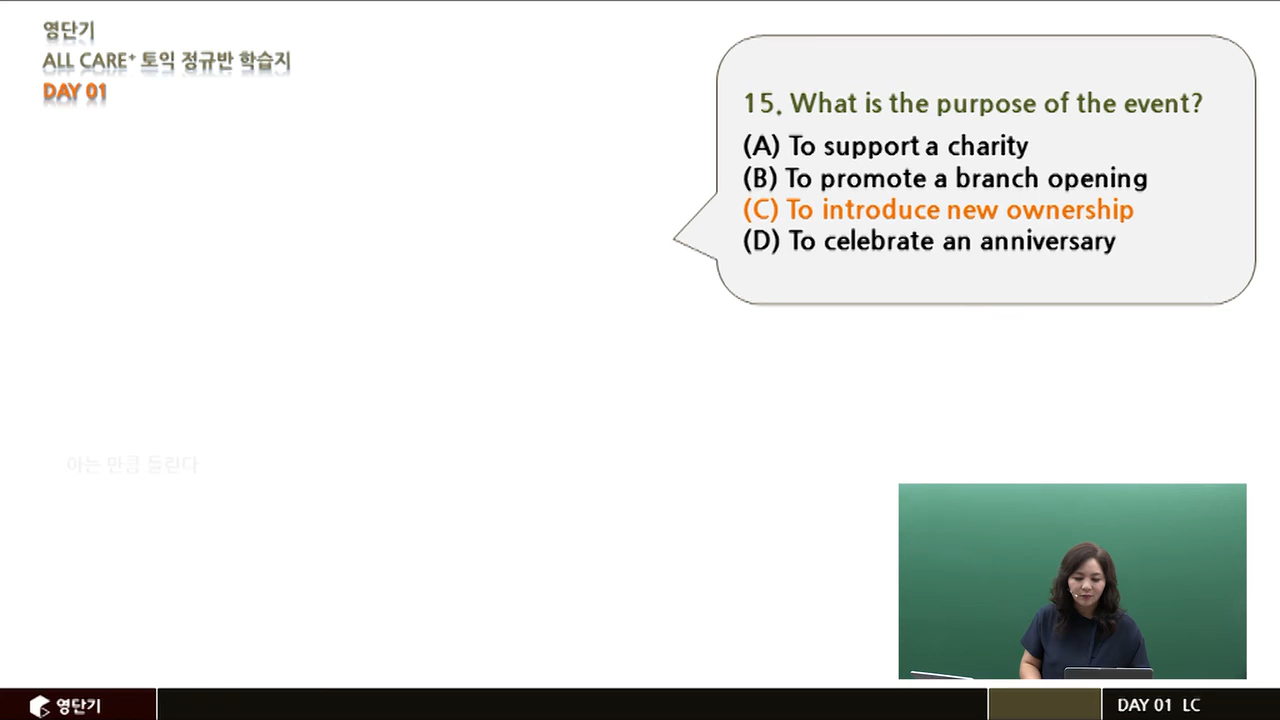 영단기
ALL CARE⁺ 토익 정규반 학습지
DAY 01
15. What is the purpose of the event?
(A) To support a charity
(B) To promote a branch opening
(C) To introduce new ownership
(D) To celebrate an anniversary
아는 만큼 들린다
영단기
DAY 01 LC